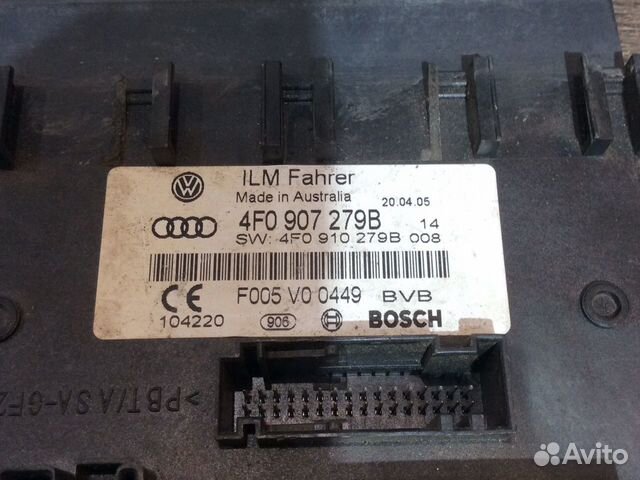 ILM Fahrer
Made in Australia 20.04.05
4F0 907 279B 14
SW: 4F0 910 279B 008
F005 V0 0449 BVB
CE
104220 906 BOSCH
>PBT/ASA-GF2
Avito